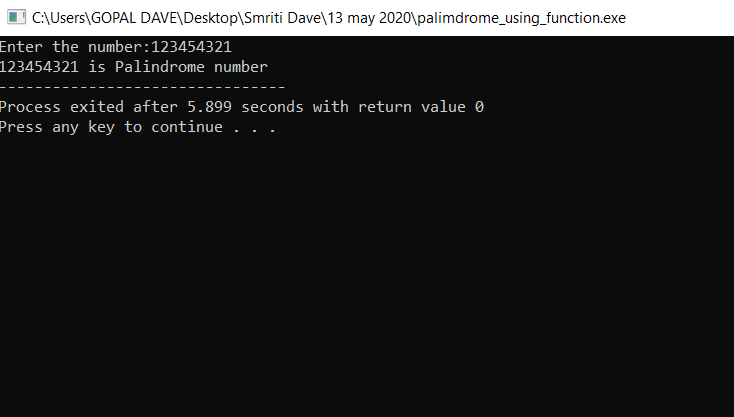 C:\Users\GOPAL DAVE\Desktop\Smriti Dave\13 may 2020\palimdrome_using_function.exe
Enter the number:123454321
123454321 is Palindrome number
--------------------------------
Process exited after 5.899 seconds with return value 0
Press any key to continue . . .